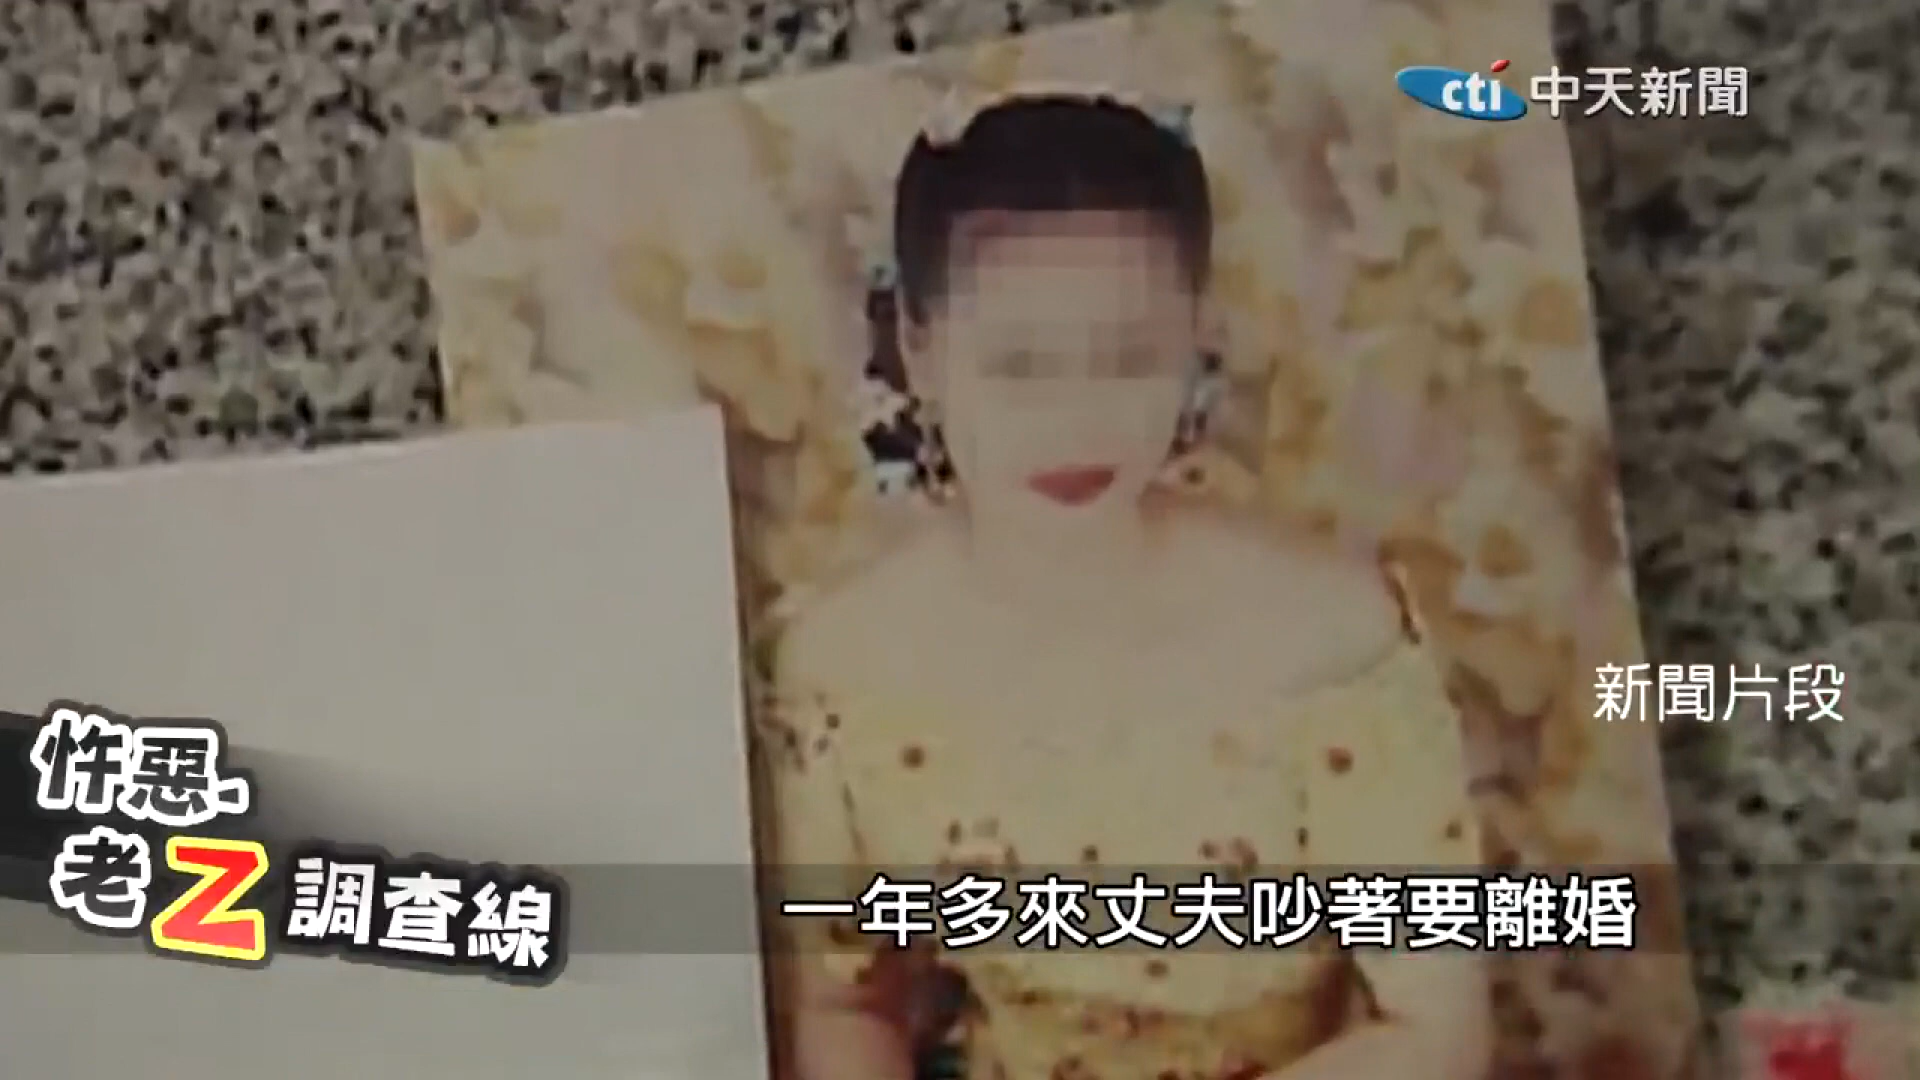 cti 中天新聞
新聞片段
忤惡-
老Z調查線
一年多來丈夫吵著要離婚